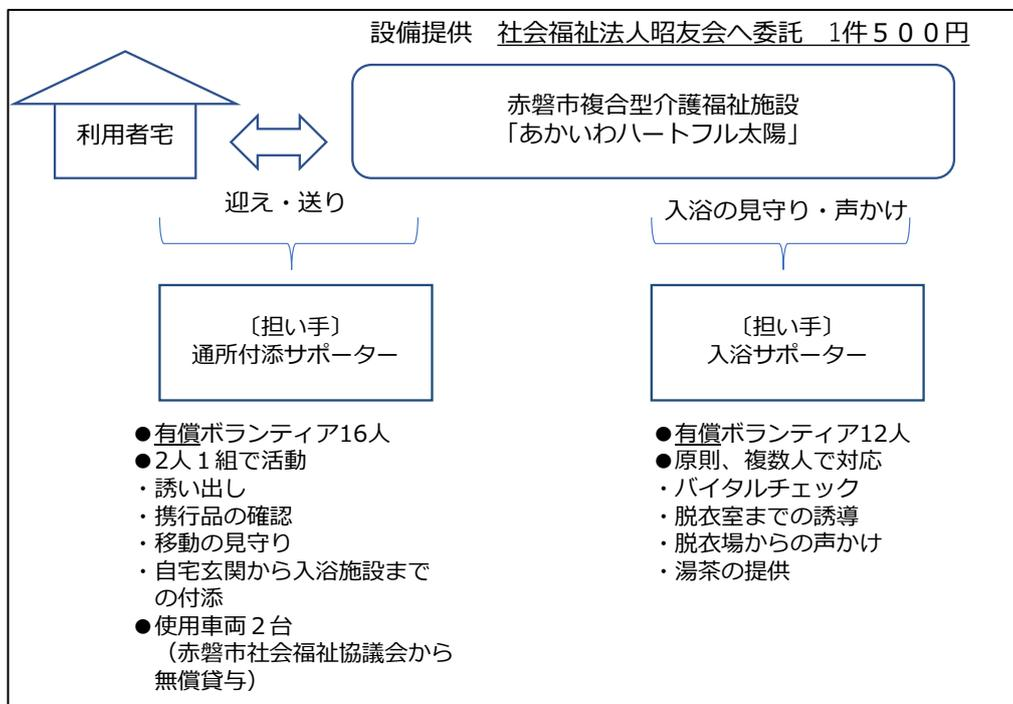 設備提供　社会福祉法人昭友会へ委託　1件５００円
利用者宅
赤磐市複合型介護福祉施設
「あかいわハートフル太陽」
迎え・送り
入浴の見守り・声かけ
〔担い手〕
通所付添サポーター
〔担い手〕
入浴サポーター
●有償ボランティア16人
●2人１組で活動
・誘い出し
・携行品の確認
・移動の見守り
・自宅玄関から入浴施設まで
の付添
●使用車両２台
（赤磐市社会福祉協議会から
無償貸与）
●有償ボランティア12人
●原則、複数人で対応
・バイタルチェック
・脱衣室までの誘導
・脱衣場からの声かけ
・湯茶の提供